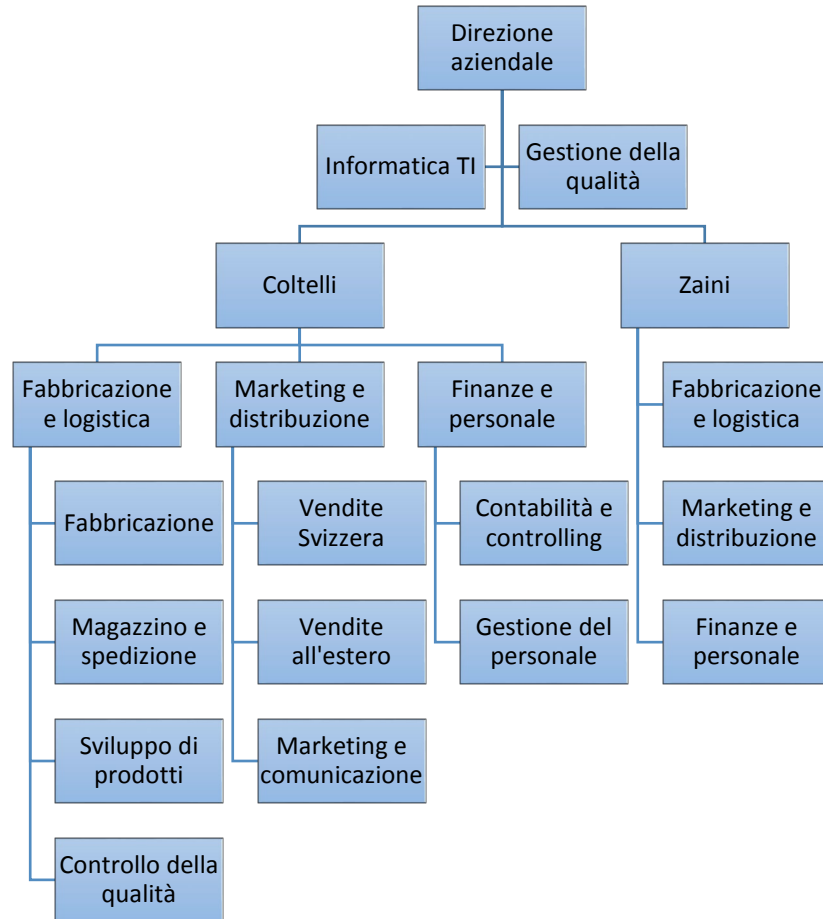 Direzione
aziendale
Informatica TI
Gestione della
qualità
Coltelli
Zaini
Fabbricazione
e logistica
Marketing e
distribuzione
Finanze e
personale
Fabbricazione
e logistica
Fabbricazione
Vendite
Svizzera
Contabilità e
controlling
Marketing e
distribuzione
Magazzino e
spedizione
Vendite
all'estero
Gestione del
personale
Finanze e
personale
Sviluppo di
prodotti
Marketing e
comunicazione
Controllo della
qualità